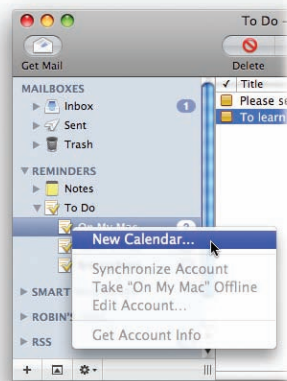 To Do –
Get Mail
Delete
MAILBOXES
✓ Title
Inbox 1
Please se
Sent
To learn
Trash
REMINDERS
Notes
To Do
On My Mac 2
New Calendar...
Synchronize Account
Take "On My Mac" Offline
SMART
Edit Account...
ROBIN'S
Get Account Info
RSS